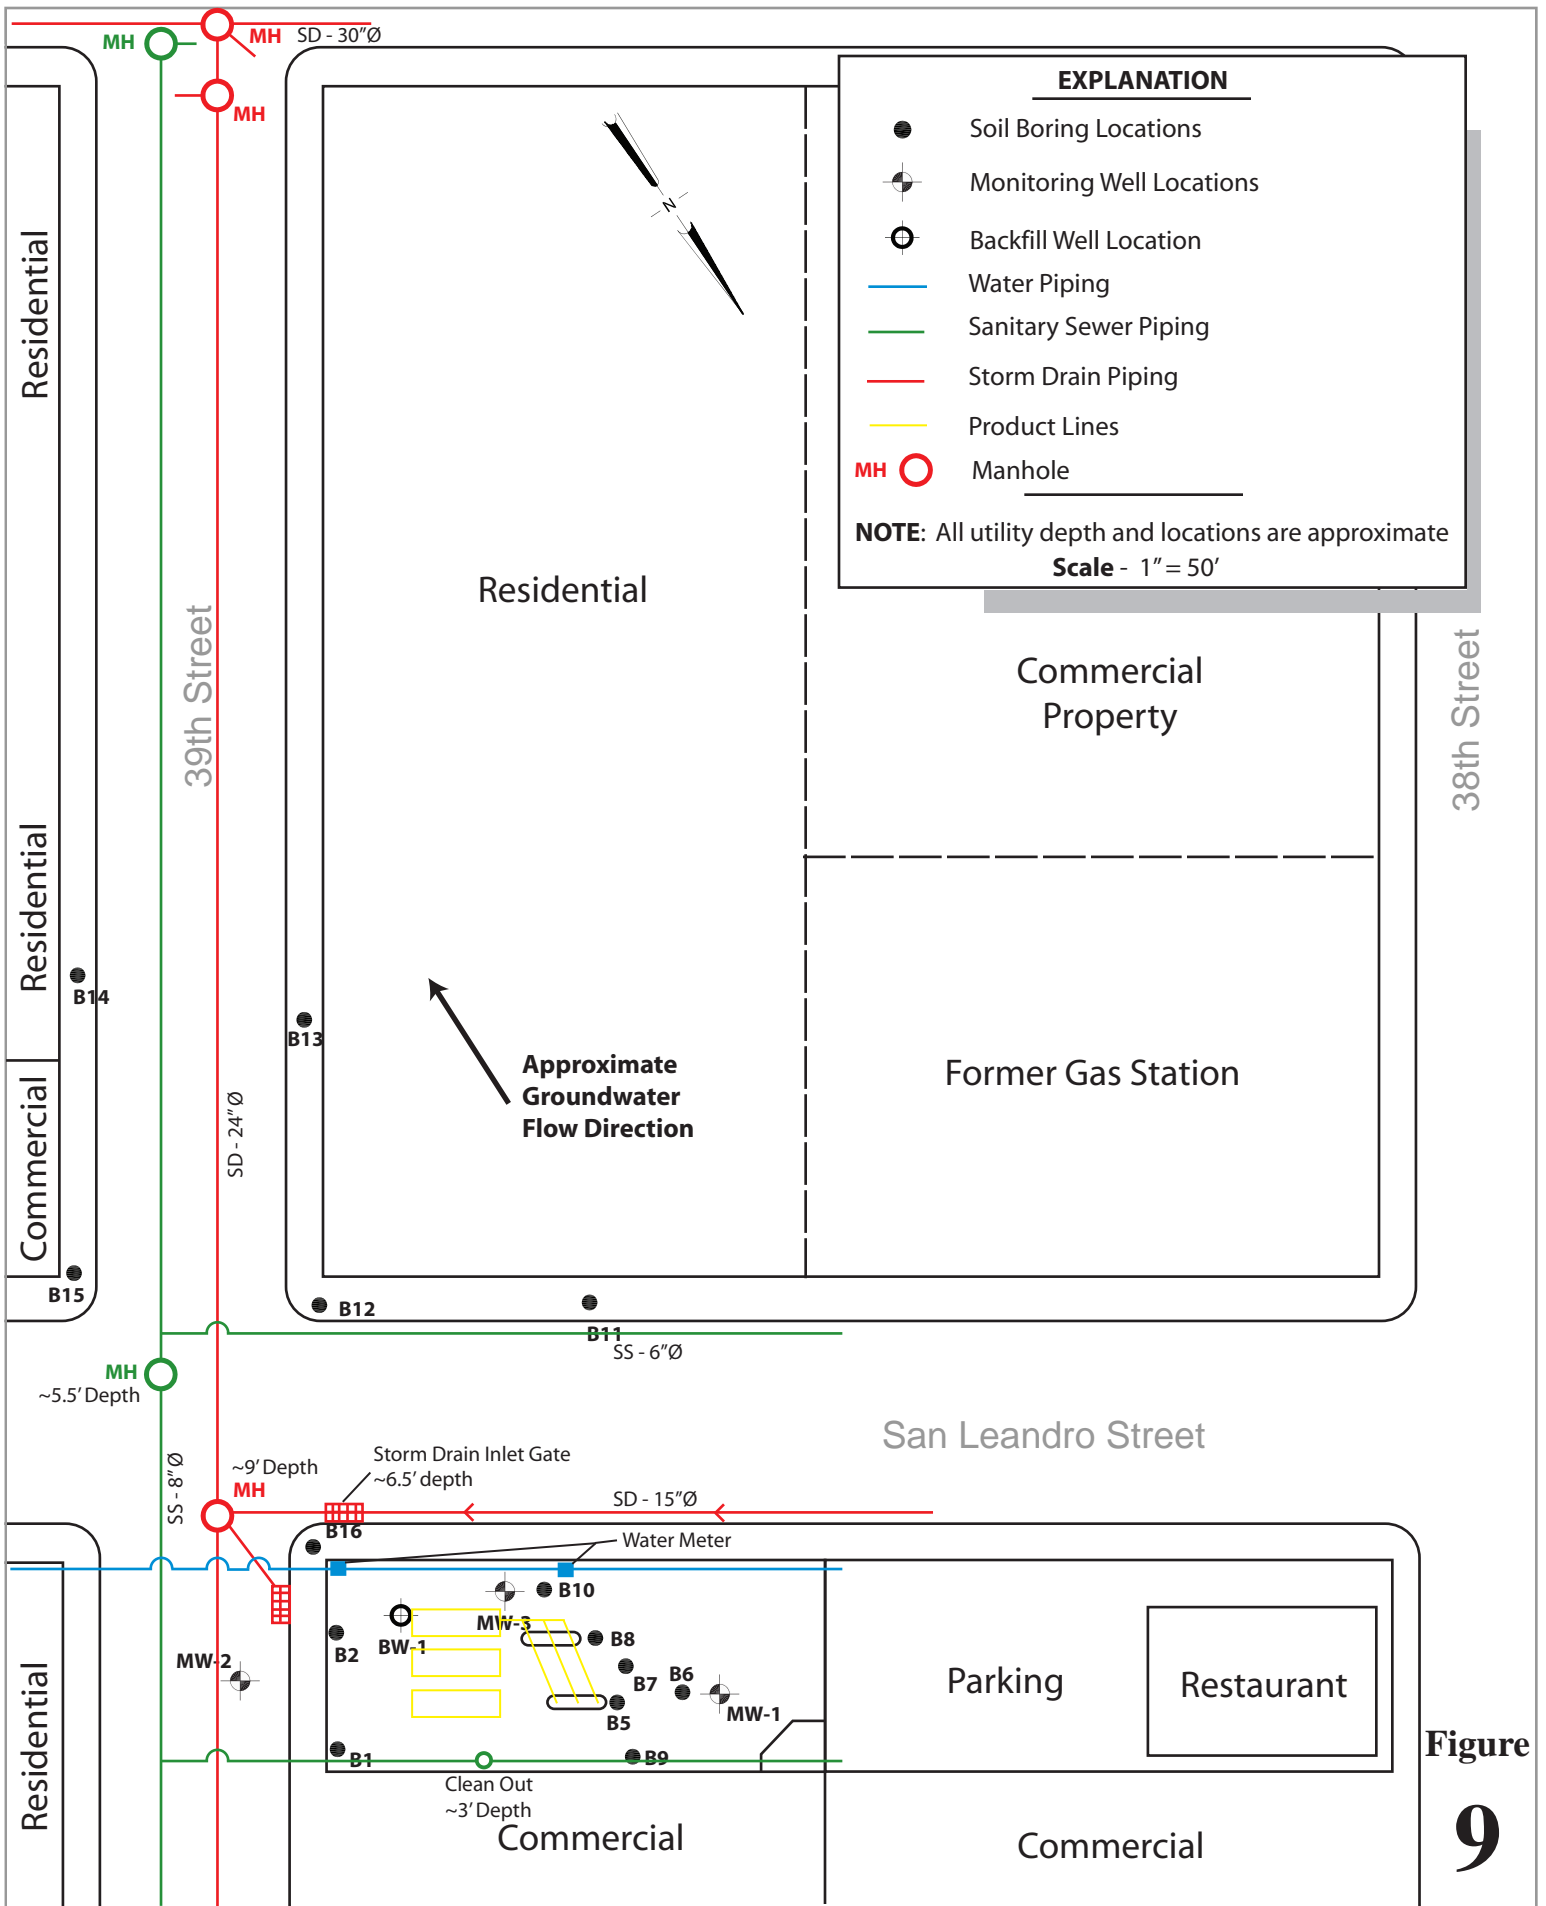 MH
MH
SD - 30"Ø
MH
EXPLANATION
Soil Boring Locations
Monitoring Well Locations
Backfill Well Location
Water Piping
Sanitary Sewer Piping
Storm Drain Piping
Product Lines
MH
Manhole
NOTE: All utility depth and locations are approximate
Scale - 1" = 50'
N
Residential
Residential
39th Street
Commercial
Property
38th Street
Residential
B14
B13
Approximate
Groundwater
Flow Direction
Former Gas Station
Commercial
SD - 24"Ø
B15
B12
B11
SS - 6"Ø
MH
~5.5' Depth
San Leandro Street
SS - 8"Ø
~9' Depth
MH
Storm Drain Inlet Gate
~6.5' depth
SD - 15"Ø
B16
Water Meter
B10
MW-3
BW-1
B2
B8
B7
B6
MW-2
MW-1
B5
B1
B9
Clean Out
~3' Depth
Residential
Parking
Restaurant
Commercial
Commercial
Figure
9